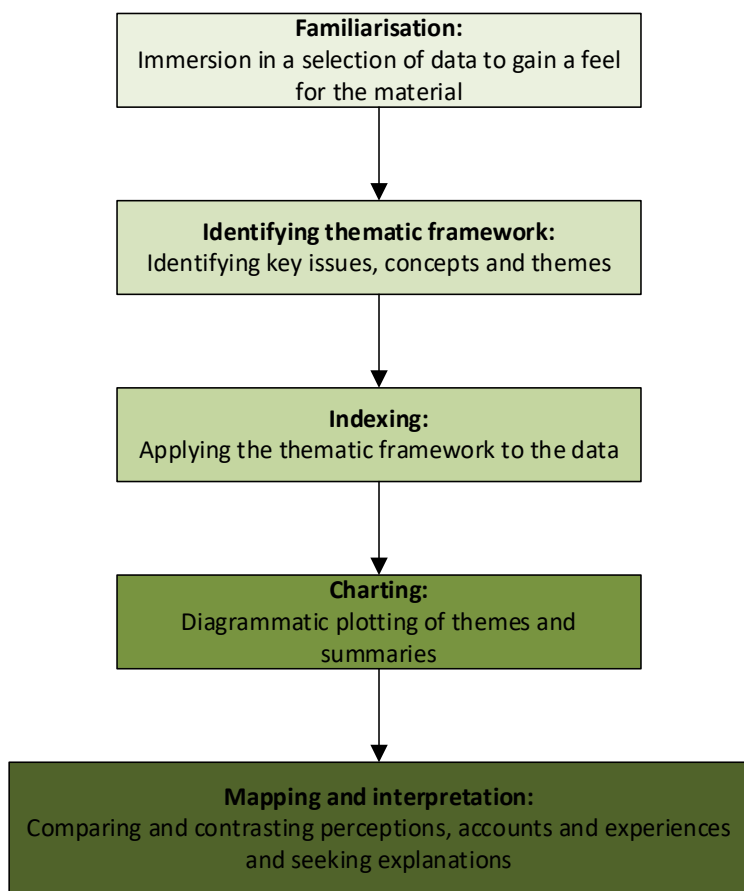 Familiarisation:
Immersion in a selection of data to gain a feel
for the material
Identifying thematic framework:
Identifying key issues, concepts and themes
Indexing:
Applying the thematic framework to the data
Charting:
Diagrammatic plotting of themes and
summaries
Mapping and interpretation:
Comparing and contrasting perceptions, accounts and experiences
and seeking explanations